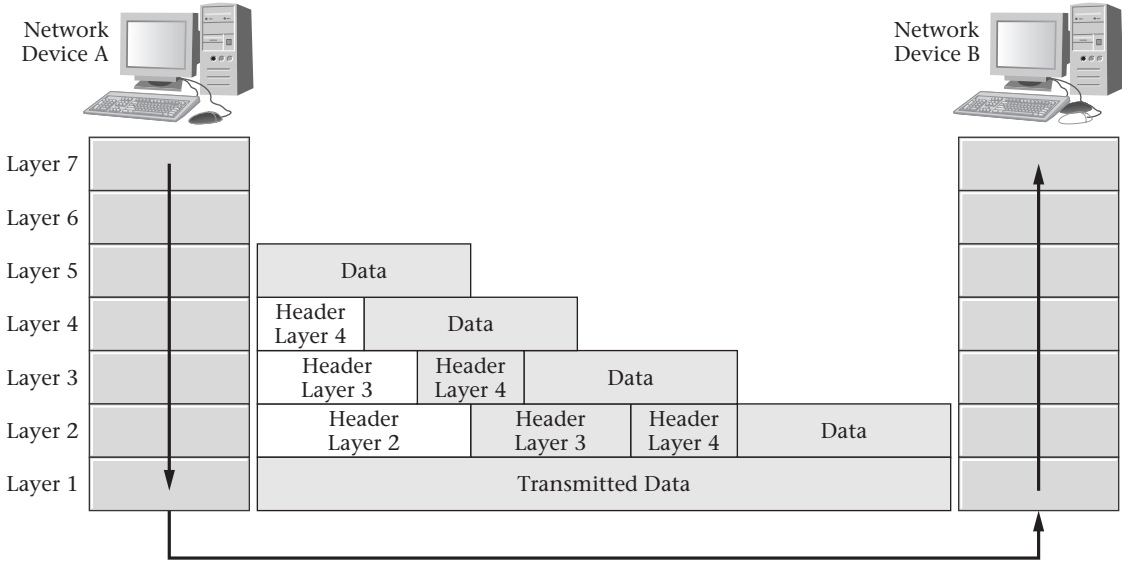 Network
Device A
Network
Device B
Layer 7
Layer 6
Layer 5
Data
Layer 4
Header
Layer 4
Data
Layer 3
Header
Layer 3
Header
Layer 4
Data
Layer 2
Header
Layer 2
Header
Layer 3
Header
Layer 4
Data
Layer 1
Transmitted Data